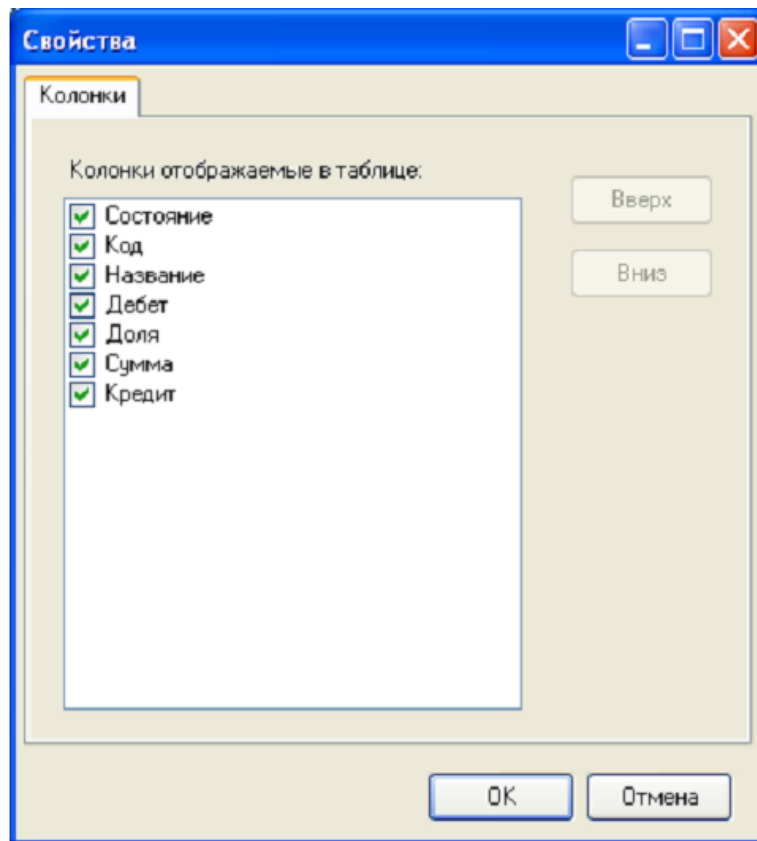 Свойства
Колонки
Колонки отображаемые в таблице:
Вверх
Состояние
Код
Вниз
Название
Дебет
Доля
Сумма
Кредит
OK
Отмена